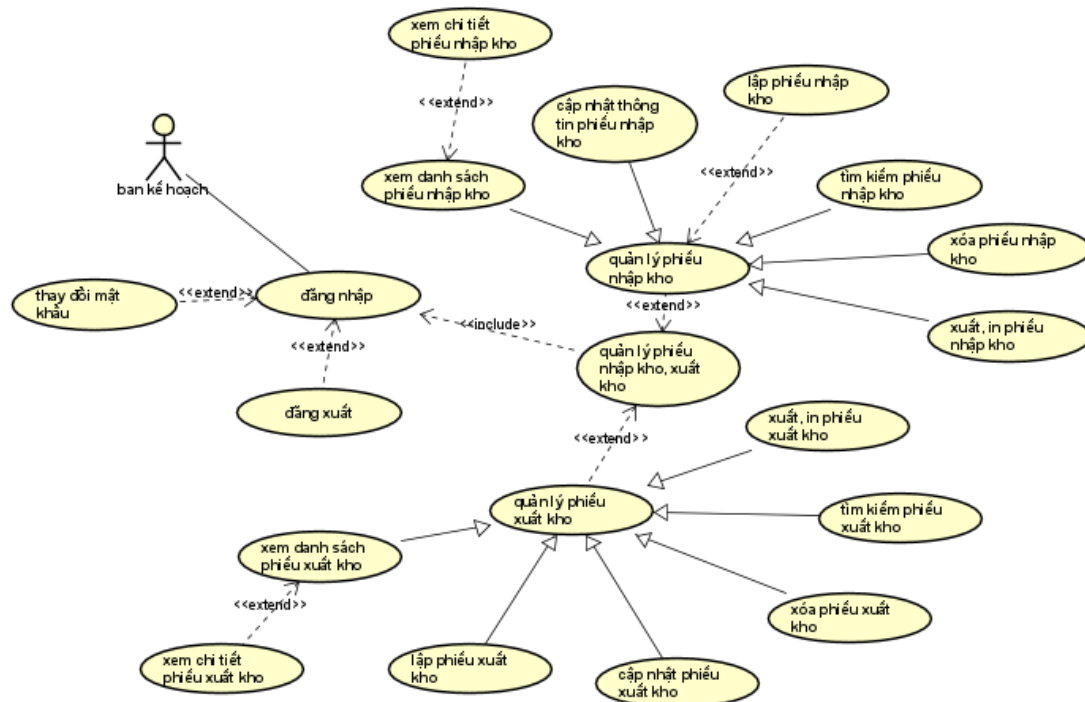 xem chi tiết
phiếu nhập kho
<<extend>>
cập nhật thông
tin phiếu nhập
kho
lập phiếu nhập
kho
<<extend>>
ban kế hoạch
xem danh sách
phiếu nhập kho
tìm kiếm phiếu
nhập kho
xóa phiếu nhập
kho
quản lý phiếu
nhập kho
thay đổi mật
khẩu
<<extend>>
đăng nhập
<<extend>>
<<include>>
<<extend>>
xuất, in phiếu
nhập kho
quản lý phiếu
nhập kho, xuất
kho
đăng xuất
<<extend>>
xuất, in phiếu
xuất kho
quản lý phiếu
xuất kho
tìm kiếm phiếu
xuất kho
xem danh sách
phiếu xuất kho
<<extend>>
xóa phiếu xuất
kho
xem chi tiết
phiếu xuất kho
lập phiếu xuất
kho
cập nhật phiếu
xuất kho